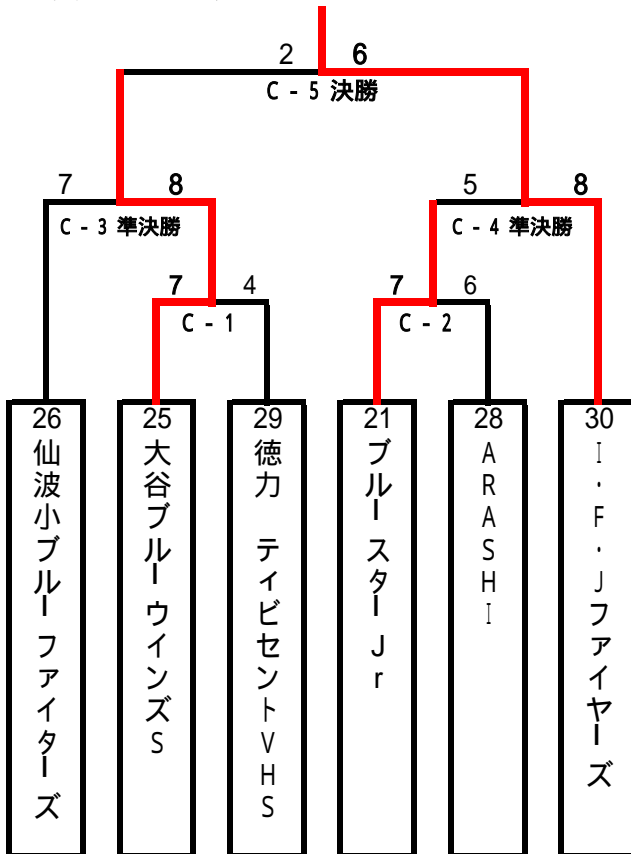 2 6
C - 5 決勝
7 8 5 8
C - 3 準決勝 C - 4 準決勝
7 4 7 6
C - 1 C - 2
26 25 29 21 28 30
仙波小ブルーファイターズ
大谷ブルーウインズS
徳力 ティビセントVHS
ブルースターJr
ARASHI
I・F・Jファイヤーズ